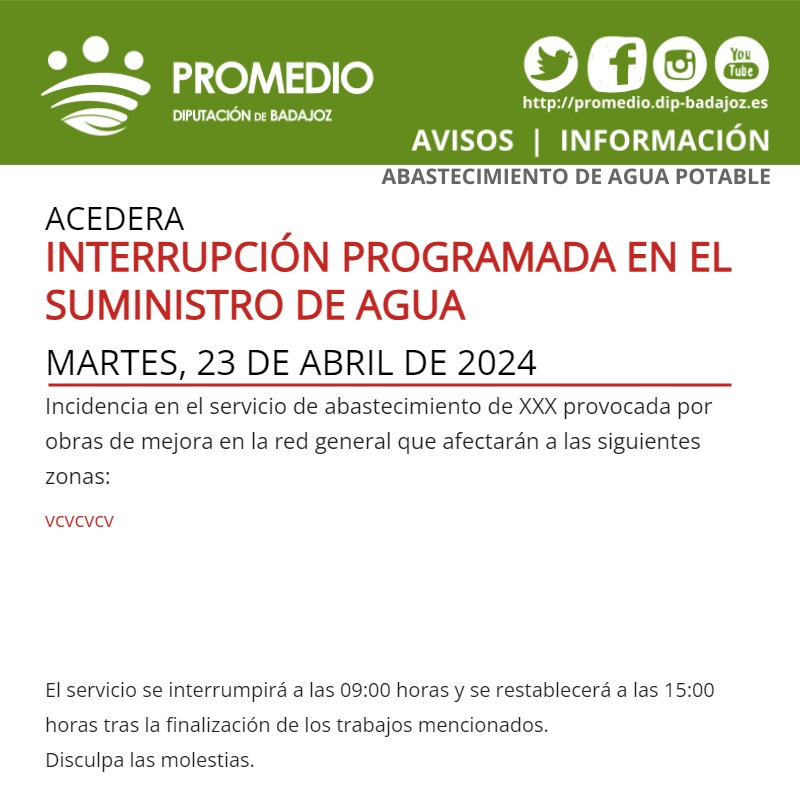 PROMEDIO
DIPUTACIÓN DE BADAJOZ
You
Tube
http://promedio.dip-badajoz.es
AVISOS | INFORMACIÓN
ABASTECIMIENTO DE AGUA POTABLE
ACEDERA
INTERRUPCIÓN PROGRAMADA EN EL
SUMINISTRO DE AGUA
MARTES, 23 DE ABRIL DE 2024
Incidencia en el servicio de abastecimiento de XXX provocada por
obras de mejora en la red general que afectarán a las siguientes
zonas:
vcvcvcv
El servicio se interrumpirá a las 09:00 horas y se restablecerá a las 15:00
horas tras la finalización de los trabajos mencionados.
Disculpa las molestias.